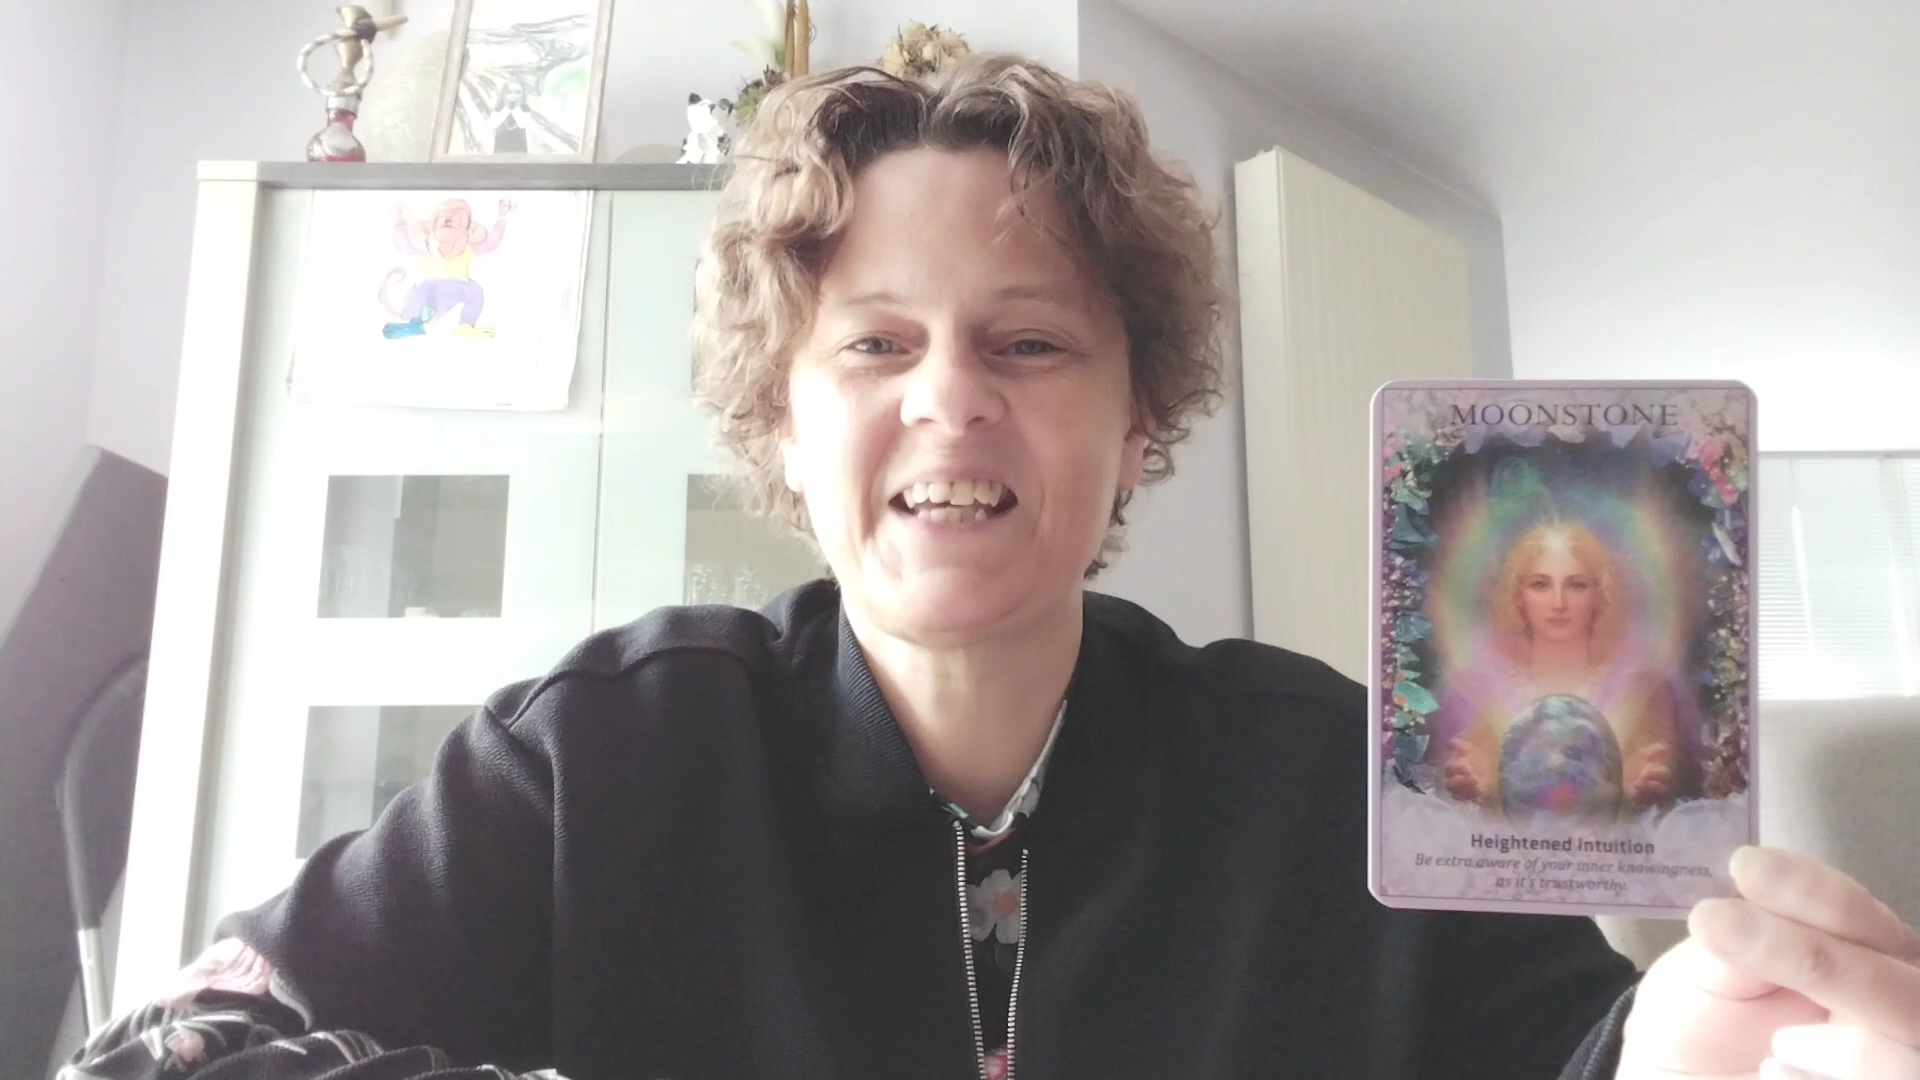 MOONSTONE
Heightened Intuition
Be extra aware of your inner knowingness,
as it's trustworthy.